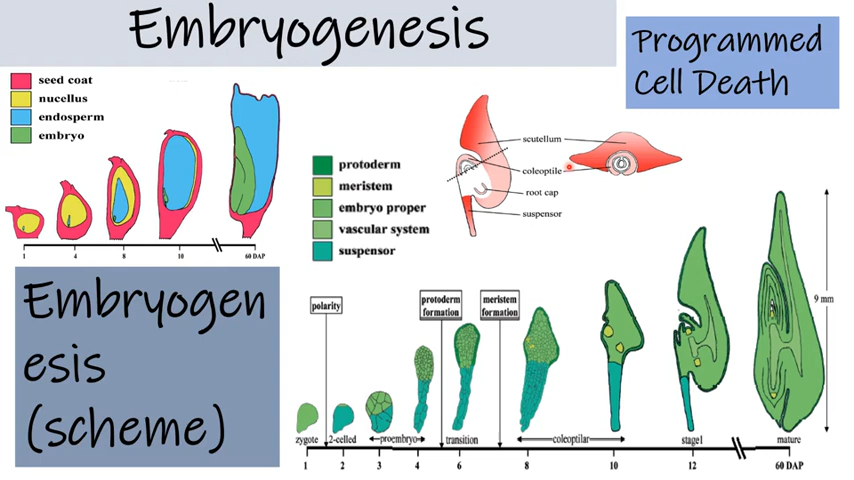 Embryogenesis
Programmed
Cell Death
seed coat
nucellus
endosperm
embryo
1 4 8 10 60 DAP
scutellum
coleoptile
root cap
suspensor
protoderm
meristem
embryo proper
vascular system
suspensor
Embryogen
esis
(scheme)
polarity
protoderm
formation
meristem
formation
9 mm
zygote 2-celled proembryo transition coleoptilar stage1 mature
1 2 3 4 6 8 10 12 60 DAP